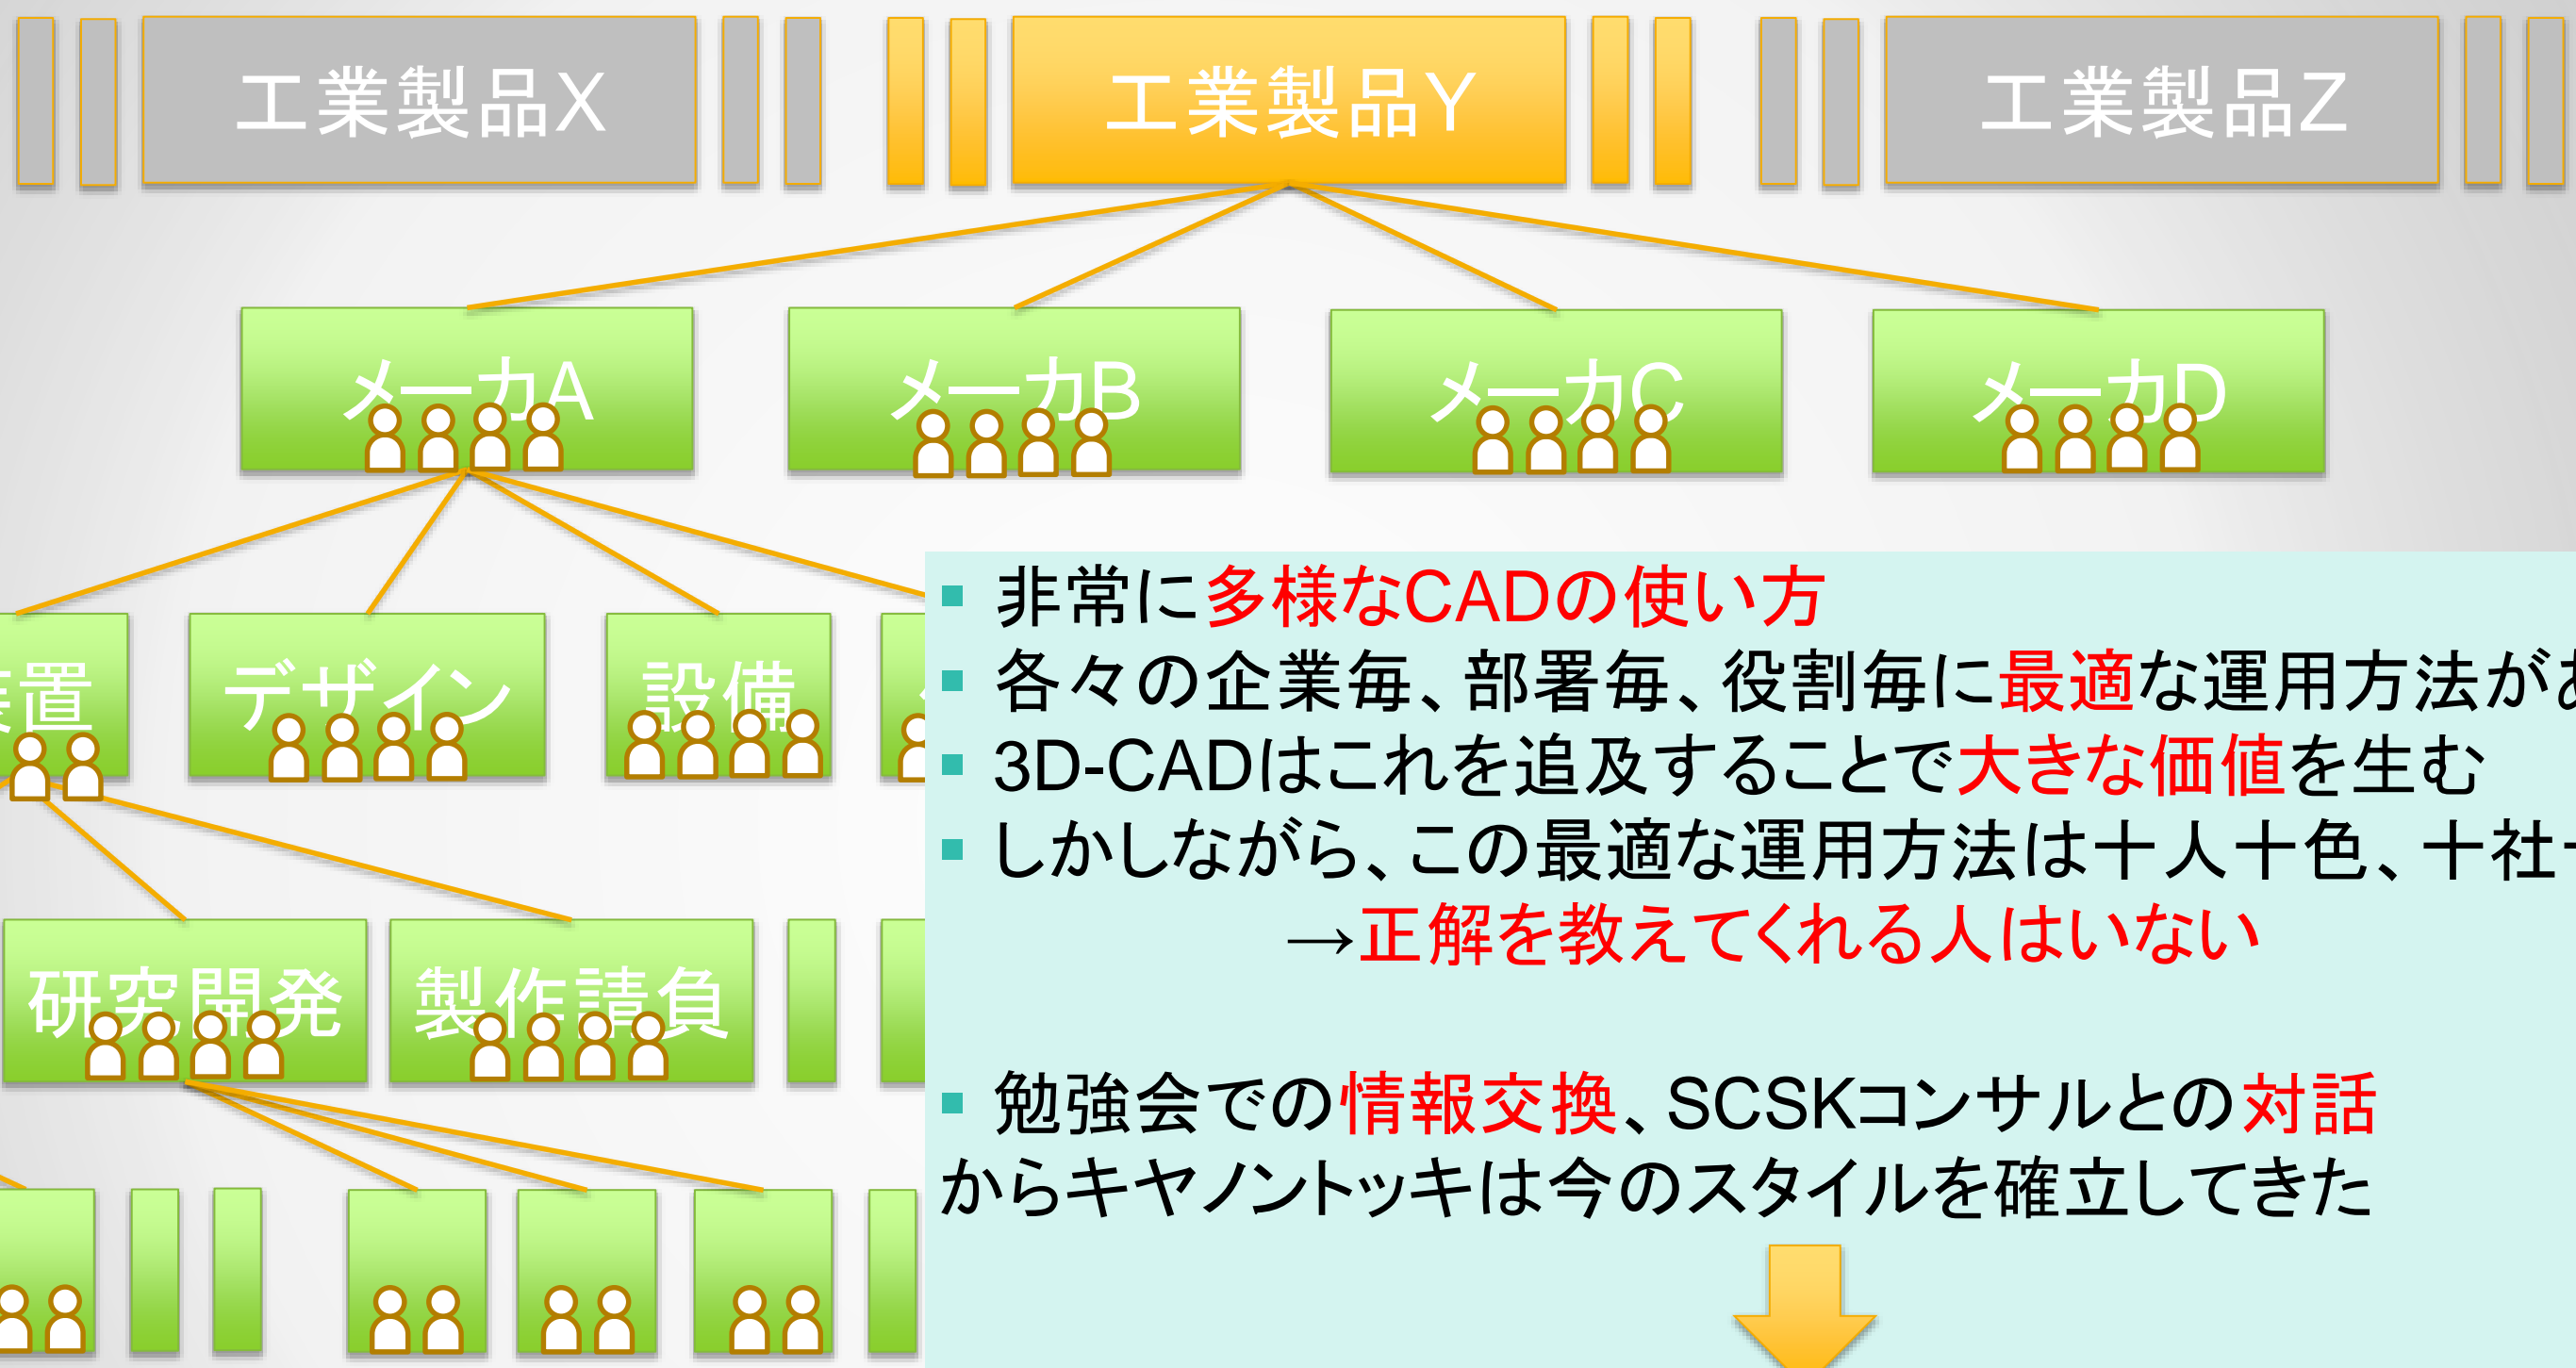 工業製品X
工業製品Y
工業製品Z
メーカA
メーカB
メーカC
メーカD
置
デザイン
設備
研究開発
製作請負
非常に多様なCADの使い方
各々の企業毎、部署毎、役割毎に最適な運用方法が
3D-CADはこれを追及することで大きな価値を生む
しかしながら、この最適な運用方法は十人十色、十社
→正解を教えてくれる人はいない
勉強会での情報交換、SCSKコンサルとの対話
からキヤノントッキは今のスタイルを確立してきた